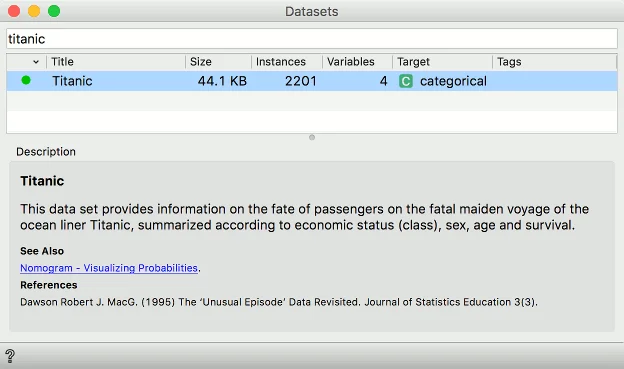 Datasets
titanic
Title Size Instances Variables Target Tags
Titanic 44.1 KB 2201 4 C categorical
Description
Titanic
This data set provides information on the fate of passengers on the fatal maiden voyage of the
ocean liner Titanic, summarized according to economic status (class), sex, age and survival.
See Also
Nomogram - Visualizing Probabilities.
References
Dawson Robert J. MacG. (1995) The ‘Unusual Episode’ Data Revisited. Journal of Statistics Education 3(3).
?